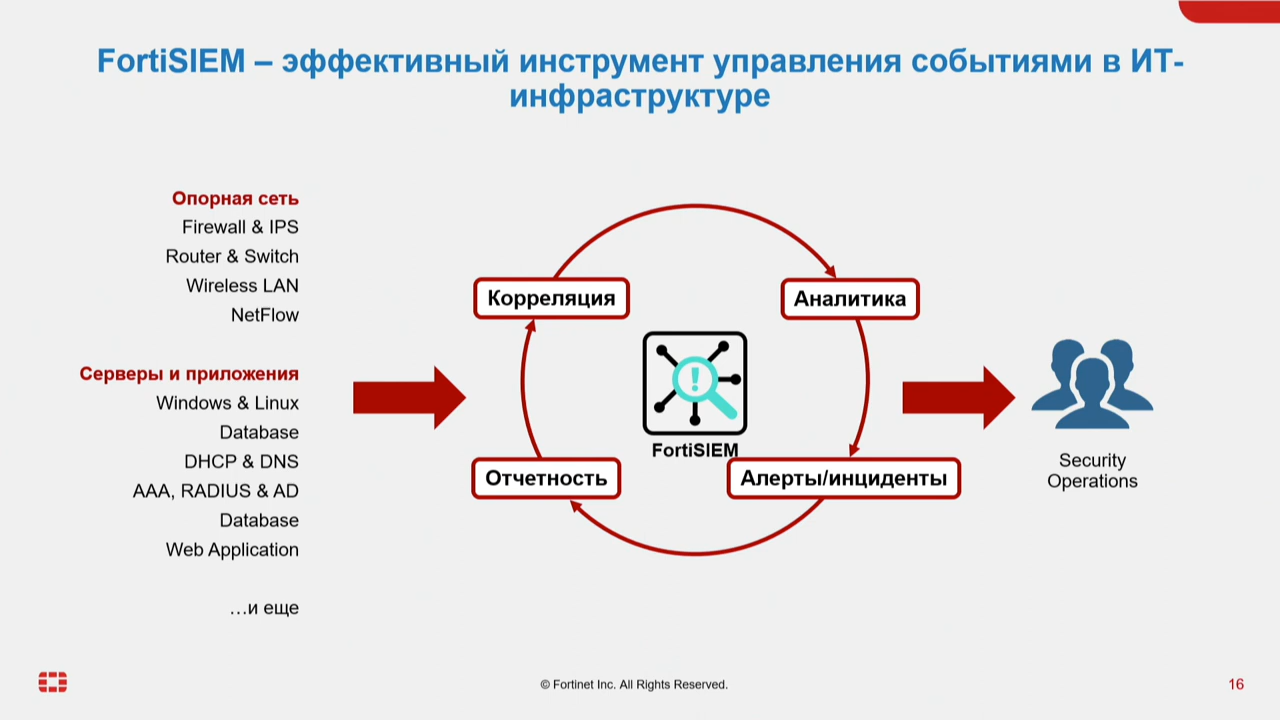 FortiSIEM – эффективный инструмент управления событиями в ИТ-
инфраструктуре
Опорная сеть
Firewall & IPS
Router & Switch
Wireless LAN
NetFlow
Серверы и приложения
Windows & Linux
Database
DHCP & DNS
AAA, RADIUS & AD
Database
Web Application
…и еще
Корреляция
Аналитика
FortiSIEM
Отчетность
Алерты/инциденты
Security
Operations
© Fortinet Inc. All Rights Reserved.
16